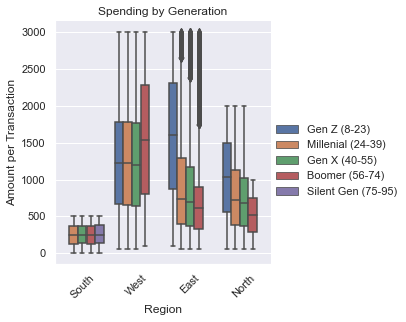 Spending by Generation
Amount per Transaction
3000
2500
2000
1500
1000
500
0
South
West
East
North
Region
Gen Z (8-23)
Millenial (24-39)
Gen X (40-55)
Boomer (56-74)
Silent Gen (75-95)